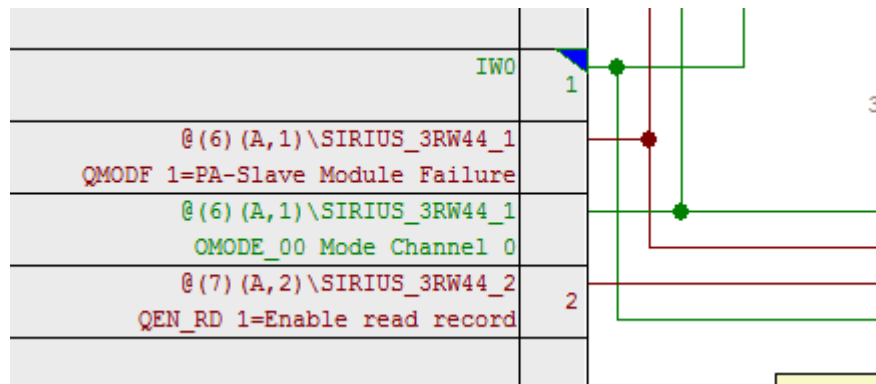 IW0
1
@(6)(A,1)\SIRIUS_3RW44_1
QMODF 1=PA-Slave Module Failure
@(6)(A,1)\SIRIUS_3RW44_1
OMODE_00 Mode Channel 0
@(7)(A,2)\SIRIUS_3RW44_2
QEN_RD 1=Enable read record
2
3